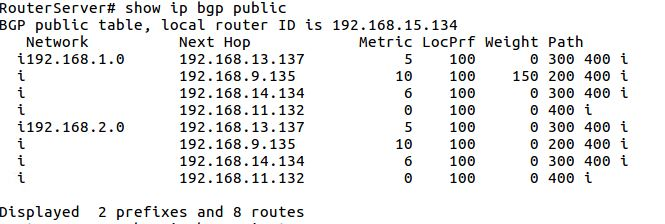 RouterServer# show ip bgp public
BGP public table, local router ID is 192.168.15.134
   Network          Next Hop            Metric LocPrf Weight Path
  i192.168.1.0      192.168.13.137           5    100      0 300 400 i
  i                 192.168.9.135           10    100    150 200 400 i
  i                 192.168.14.134           6    100      0 300 400 i
  i                 192.168.11.132           0    100      0 400 i
  i192.168.2.0      192.168.13.137           5    100      0 300 400 i
  i                 192.168.9.135           10    100      0 200 400 i
  i                 192.168.14.134           6    100      0 300 400 i
  i                 192.168.11.132           0    100      0 400 i
Displayed  2 prefixes and 8 routes